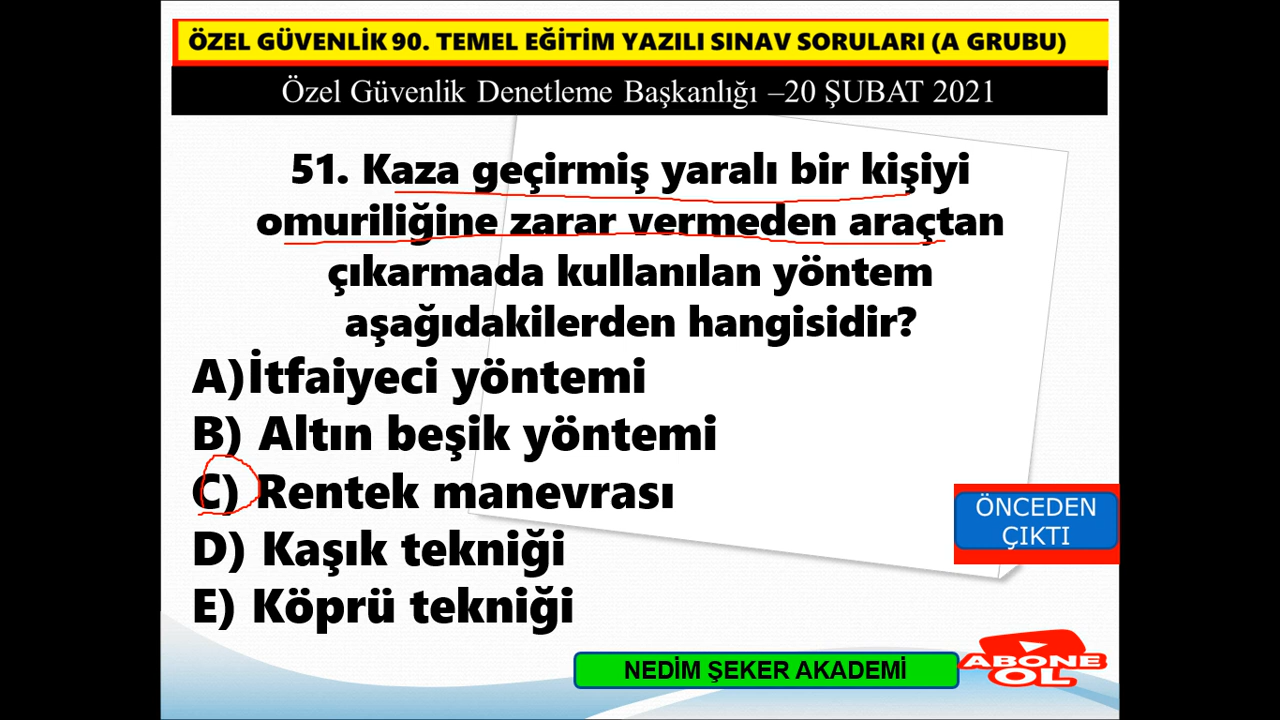 ÖZEL GÜVENLİK 90. TEMEL EĞİTİM YAZILI SINAV SORULARI (A GRUBU)
Özel Güvenlik Denetleme Başkanlığı –20 ŞUBAT 2021
51. Kaza geçirmiş yaralı bir kişiyi
omuriliğine zarar vermeden araçtan
çıkarmada kullanılan yöntem
aşağıdakilerden hangisidir?
A)İtfaiyeci yöntemi
B) Altın beşik yöntemi
C) Rentek manevrası
D) Kaşık tekniği
E) Köprü tekniği
ÖNCEDEN
ÇIKTI
NEDİM ŞEKER AKADEMİ
ABONE
OL